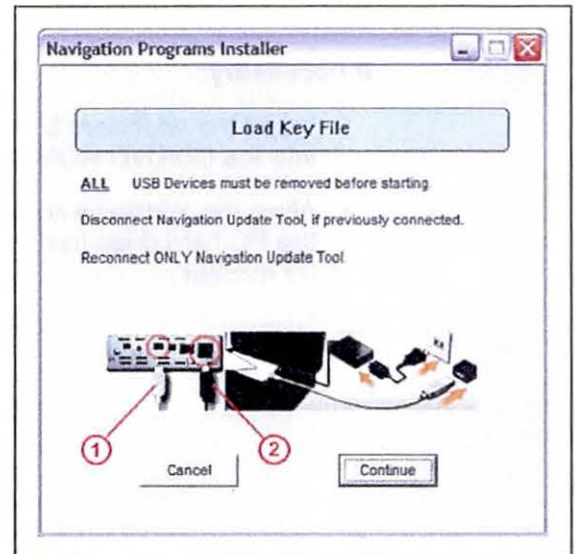 Navigation Programs Installer
Load Key File
ALL USB Devices must be removed before starting.
Disconnect Navigation Update Tool, if previously connected.
Reconnect ONLY Navigation Update Tool
1
2
Cancel
Continue